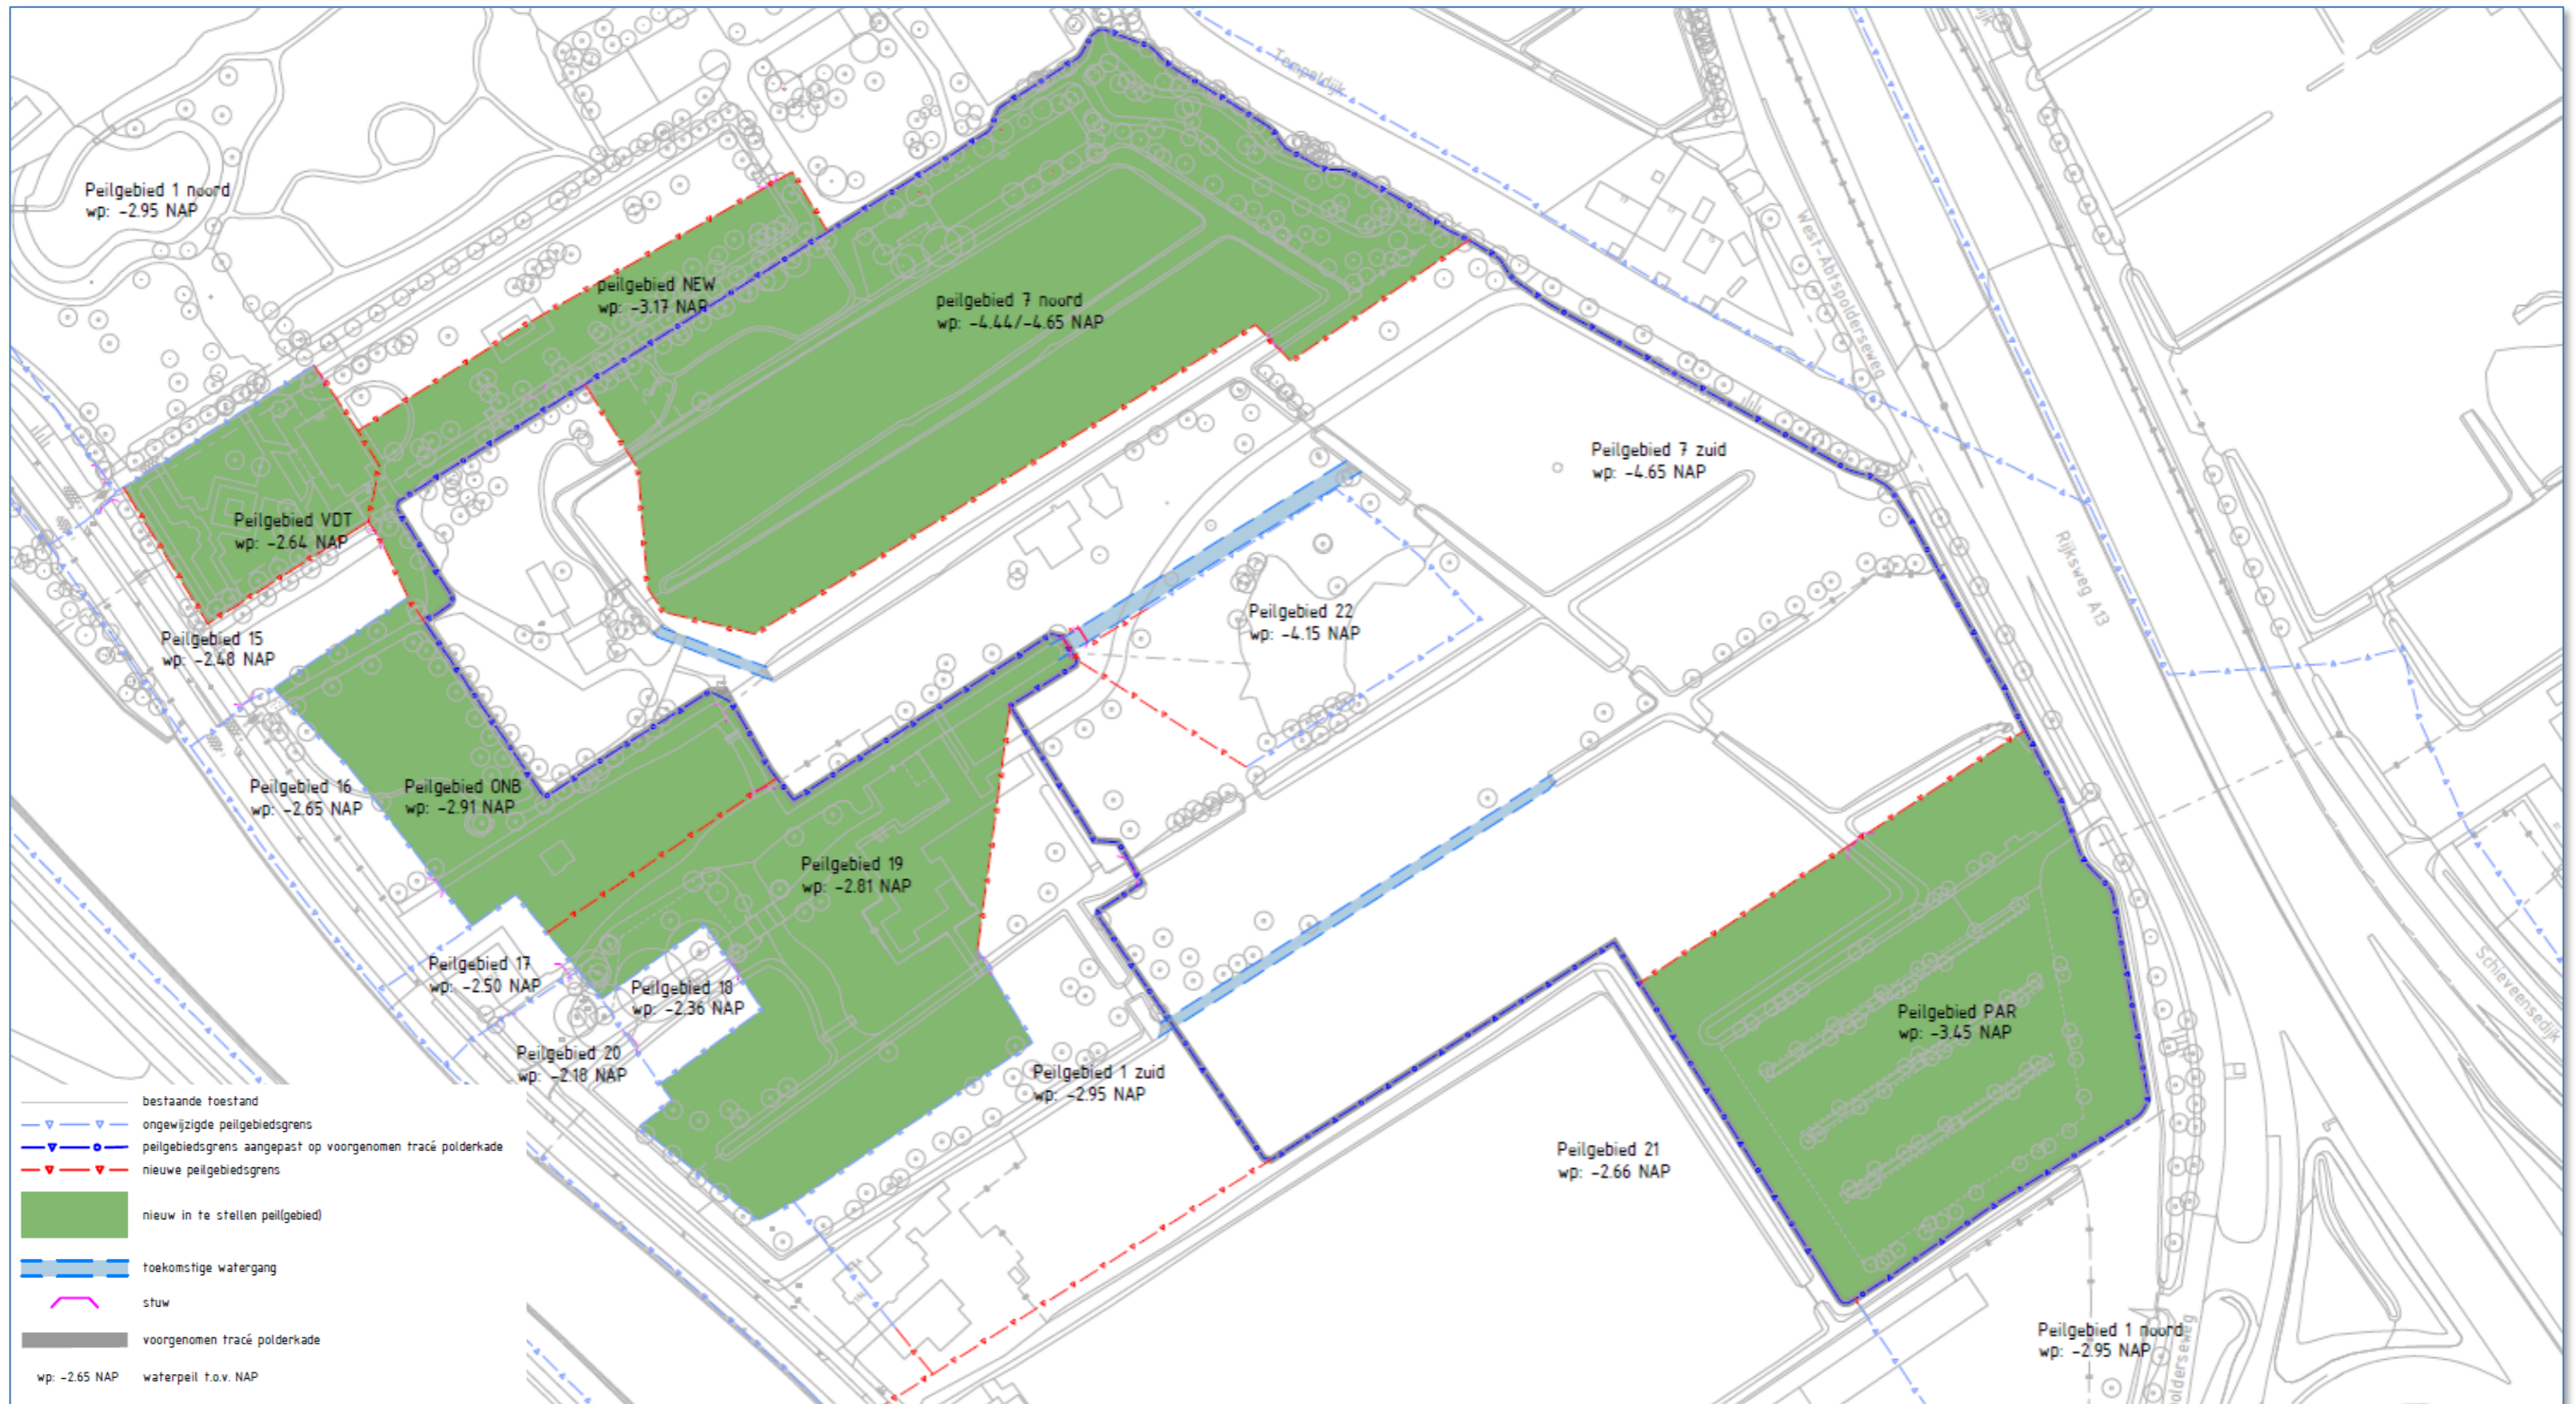 Tempeldijk
Peilgebied 1 noord
wp: -2.95 NAP
West-Abtspolderseweg
peilgebied NEW
wp: -3.17 NAP
peilgebied 7 noord
wp: -4.44/-4.65 NAP
Peilgebied 7 zuid
wp: -4.65 NAP
Peilgebied VDT
wp: -2.64 NAP
Rijksweg A13
Peilgebied 22
wp: -4.15 NAP
Peilgebied 15
wp: -2.48 NAP
Peilgebied 16
wp: -2.65 NAP
Peilgebied ONB
wp: -2.91 NAP
Peilgebied 19
wp: -2.81 NAP
Peilgebied 17
wp: -2.50 NAP
Peilgebied 18
wp: -2.36 NAP
Schieveensedijk
Peilgebied PAR
wp: -3.45 NAP
Peilgebied 20
wp: -2.18 NAP
Peilgebied 1 zuid
wp: -2.95 NAP
Peilgebied 21
wp: -2.66 NAP
Peilgebied 1 noord
wp: -2.95 NAP
olderseweg
bestaande toestand
ongewijzigde peilgebiedsgrens
peilgebiedsgrens aangepast op voorgenomen tracé polderkade
nieuwe peilgebiedsgrens
nieuw in te stellen peil(gebied)
toekomstige watergang
stuw
voorgenomen tracé polderkade
wp: -2.65 NAP waterpeil t.o.v. NAP